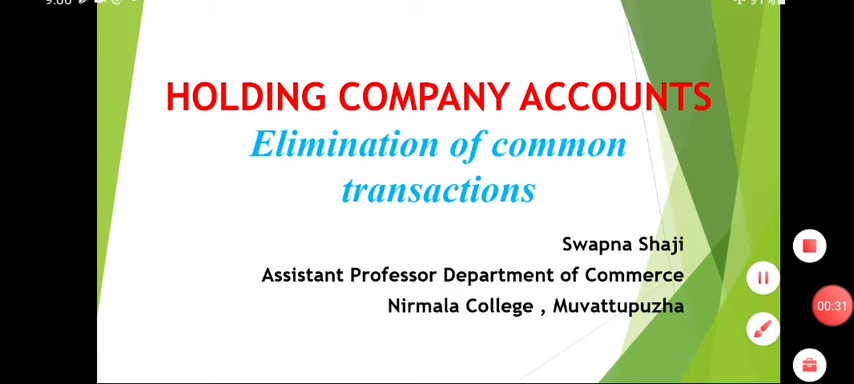 HOLDING COMPANY ACCOUNTS
Elimination of common
transactions
Swapna Shaji
Assistant Professor Department of Commerce
Nirmala College , Muvattupuzha
00:31